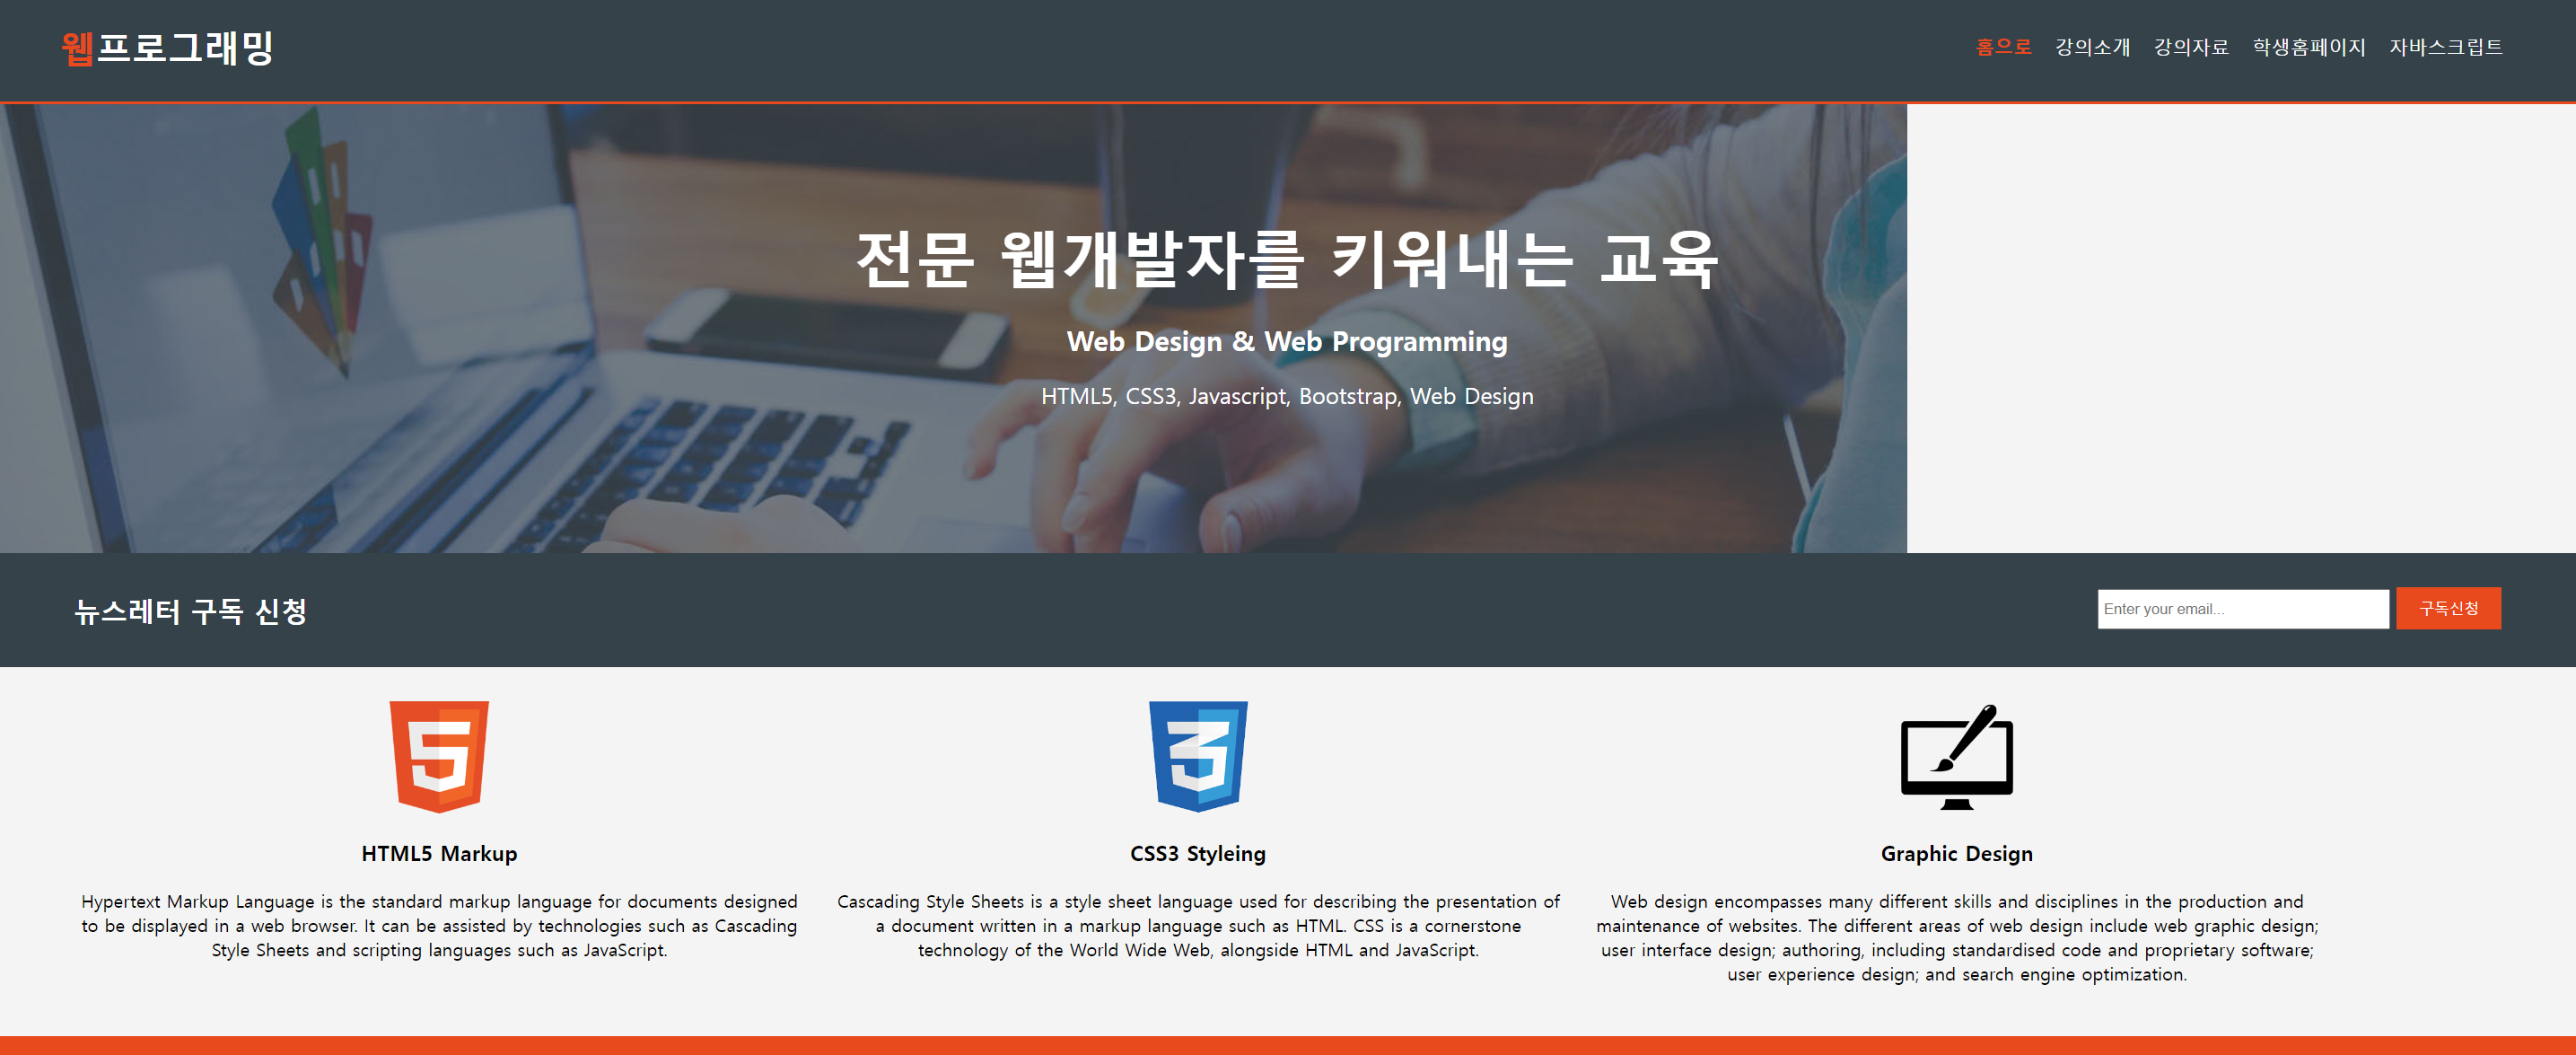 웹프로그래밍
홈으로 강의소개 강의자료 학생홈페이지 자바스크립트
전문 웹개발자를 키워내는 교육
Web Design & Web Programming
HTML5, CSS3, Javascript, Bootstrap, Web Design
뉴스레터 구독 신청
Enter your email...
구독신청
HTML5 Markup
Hypertext Markup Language is the standard markup language for documents designed
to be displayed in a web browser. It can be assisted by technologies such as Cascading
Style Sheets and scripting languages such as JavaScript.
CSS3 Styleing
Cascading Style Sheets is a style sheet language used for describing the presentation of
a document written in a markup language such as HTML. CSS is a cornerstone
technology of the World Wide Web, alongside HTML and JavaScript.
Graphic Design
Web design encompasses many different skills and disciplines in the production and
maintenance of websites. The different areas of web design include web graphic design;
user interface design; authoring, including standardised code and proprietary software;
user experience design; and search engine optimization.